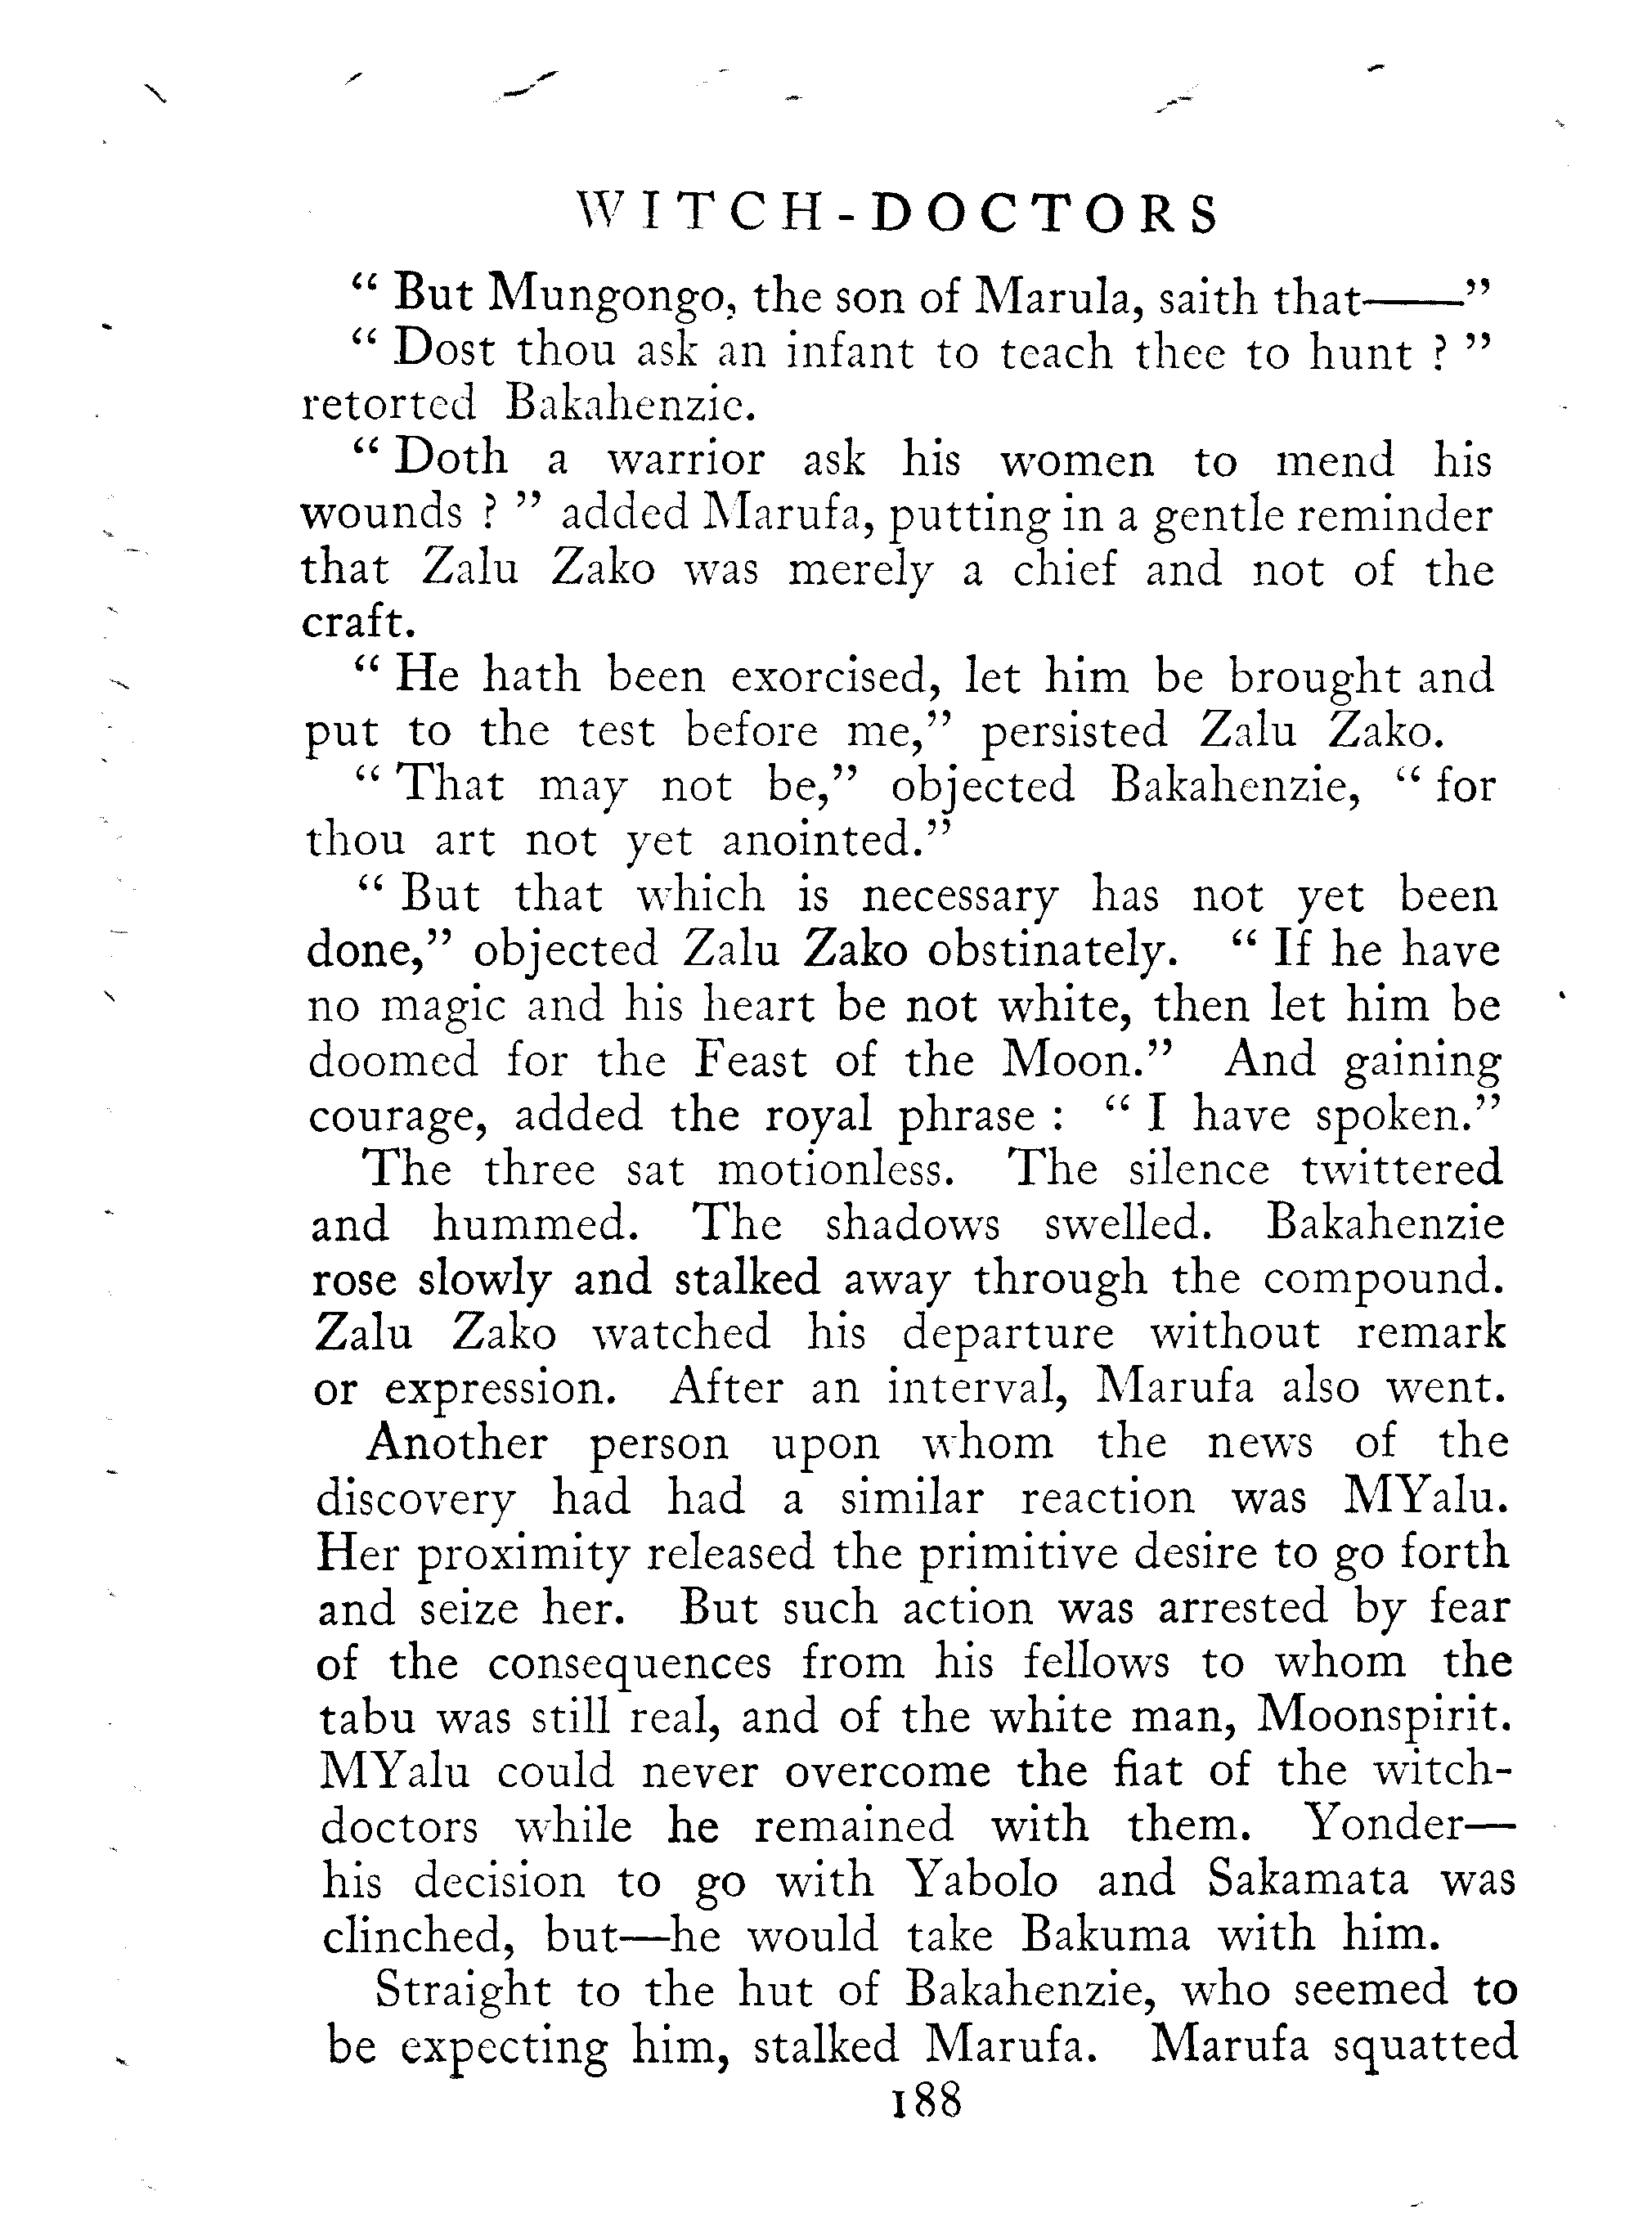 WITCH-DOCTORS
“ But Mungongo, the son of Marula, saith that——”
“ Dost thou ask an infant to teach thee to hunt ? ”
retorted Bakahenzie.
“ Doth a warrior ask his women to mend his
wounds ? ” added Marufa, putting in a gentle reminder
that Zalu Zako was merely a chief and not of the
craft.
“ He hath been exorcised, let him be brought and
put to the test before me,” persisted Zalu Zako.
“ That may not be,” objected Bakahenzie, “ for
thou art not yet anointed.”
“ But that which is necessary has not yet been
done,” objected Zalu Zako obstinately. “ If he have
no magic and his heart be not white, then let him be
doomed for the Feast of the Moon.” And gaining
courage, added the royal phrase : “ I have spoken.”
The three sat motionless. The silence twittered
and hummed. The shadows swelled. Bakahenzie
rose slowly and stalked away through the compound.
Zalu Zako watched his departure without remark
or expression. After an interval, Marufa also went.
Another person upon whom the news of the
discovery had had a similar reaction was MYalu.
Her proximity released the primitive desire to go forth
and seize her. But such action was arrested by fear
of the consequences from his fellows to whom the
tabu was still real, and of the white man, Moonspirit.
MYalu could never overcome the fiat of the witch-
doctors while he remained with them. Yonder—
his decision to go with Yabolo and Sakamata was
clinched, but—he would take Bakuma with him.
Straight to the hut of Bakahenzie, who seemed to
be expecting him, stalked Marufa. Marufa squatted
188